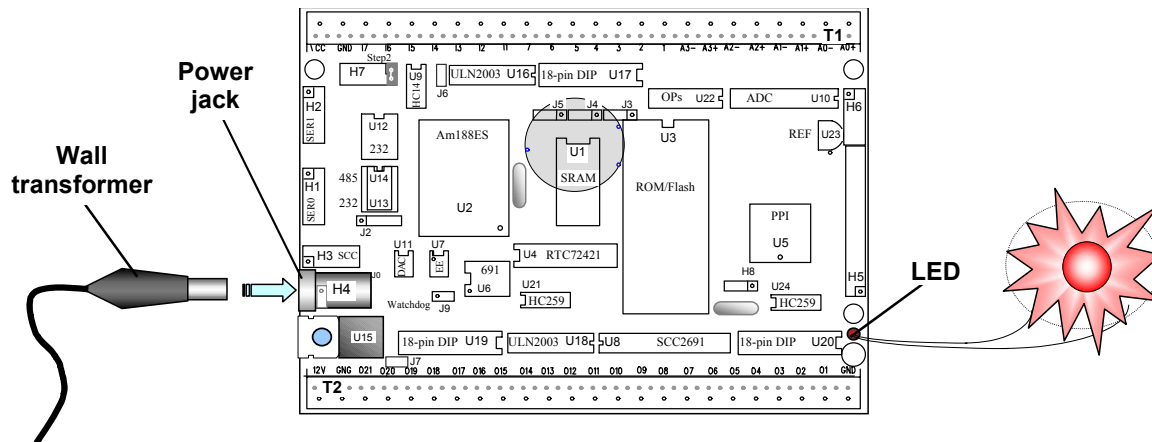 T1
VCC GND I7 I6 I5 I4 I3 I2 I1 7 6 5 4 3 2 1 A3- A3+ A2- A2+ A1- A1+ A0- A0+
Step2
H7
U9
HC14
J6
ULN2003 U16
18-pin DIP U17
Power
jack
H2
SER1
J5 J4 J3
OPs U22
ADC U10
H6
U12
232
Am188ES
U2
U1
SRAM
U3
ROM/Flash
REF U23
Wall
transformer
H1
SER0
485 U14
232 U13
J2
PPI
U5
H3 SCC
U11
DAC
U7
EE
U4 RTC72421
J0
H4
691
U6
U21
HC259
H8
U24
HC259
H5
LED
Watchdog
J9
U15
18-pin DIP U19
ULN2003 U18
U8 SCC2691
18-pin DIP U20
J7
12V GNG O21 O20 O19 O18 O17 O16 O15 O14 O13 O12 O11 O10 O9 O8 O7 O6 O5 O4 O3 O2 O1 GND
T2